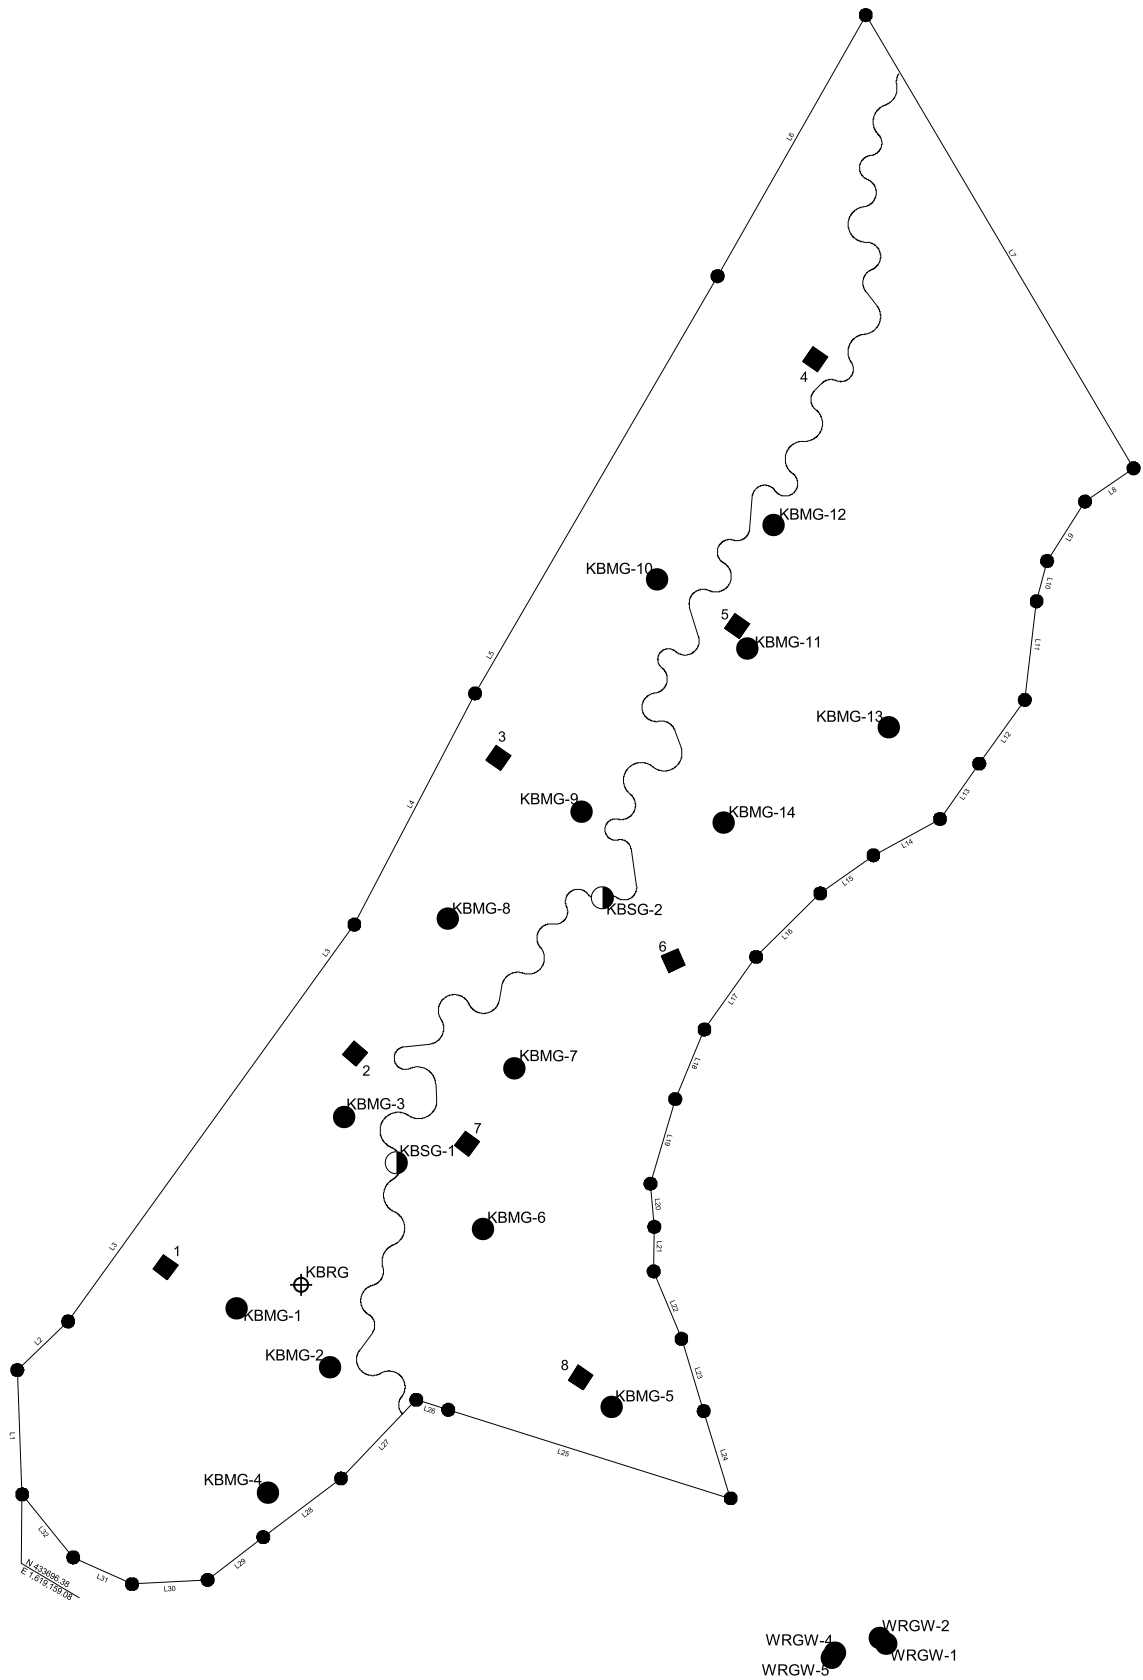 L6
L7
4
L8
KBMG-12
L9
KBMG-10
L10
5
KBMG-11
L11
L5
KBMG-13
3
L12
KBMG-9
L4
KBMG-14
L13
L14
L15
KBMG-8
KBSG-2
L16
6
L3
L17
KBMG-7
2
L18
KBMG-3
7
L19
KBSG-1
L20
KBMG-6
L21
L3
1
KBRG
KBMG-1
L22
L2
KBMG-2
8
L23
KBMG-5
L26
L1
L27
L25
L24
KBMG-4
L28
L32
L29
L31
L30
N 433696.38
E 1,619,159.08
WRGW-2
WRGW-4
WRGW-1
WRGW-5